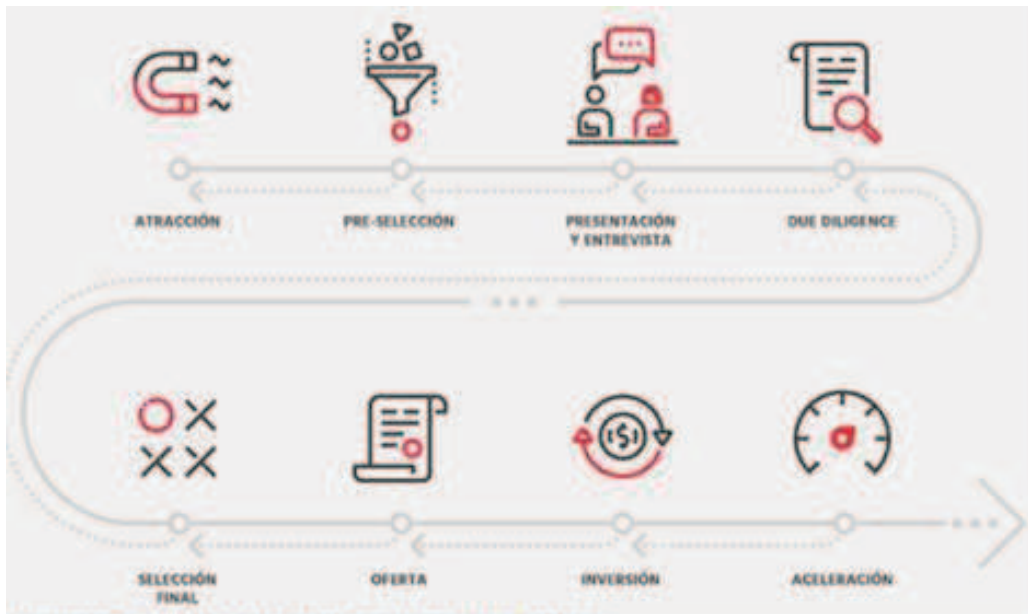 ATRACCIÓN
PRE-SELECCIÓN
PRESENTACIÓN
Y ENTREVISTA
DUE DILIGENCE
SELECCIÓN
FINAL
OFERTA
INVERSIÓN
ACELERACIÓN